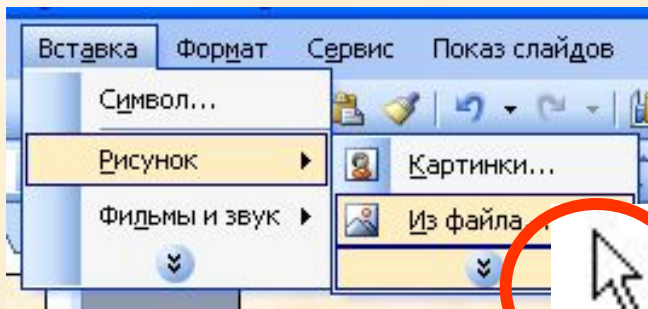 Вставка Формат Сервис Показ слайдов
Символ...
Рисунок Картинки...
Фильмы и звук Из файла...